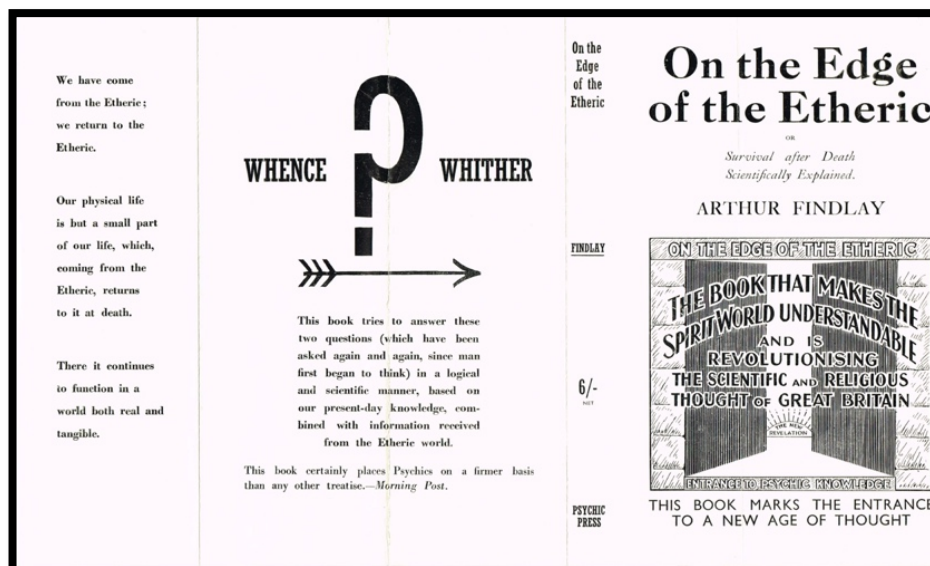 We have come
from the Etheric;
we return to the
Etheric.
Our physical life
is but a small part
of our life, which,
coming from the
Etheric, returns
to it at death.
There it continues
to function in a
world both real and
tangible.
?
WHENCE WHITHER
This book tries to answer these
two questions (which have been
asked again and again, since man
first began to think) in a logical
and scientific manner, based on
our present-day knowledge, com-
bined with information received
from the Etheric world.
This book certainly places Psychics on a firmer basis
than any other treatise.—Morning Post.
On the
Edge
of the
Etheric
FINDLAY
6/-
NET
PSYCHIC
PRESS
On the Edge
of the Etheric
OR
Survival after Death
Scientifically Explained.
ARTHUR FINDLAY
ON THE EDGE OF THE ETHERIC
THE BOOK THAT MAKES THE
SPIRIT WORLD UNDERSTANDABLE
AND IS
REVOLUTIONISING
THE SCIENTIFIC AND RELIGIOUS
THOUGHT OF GREAT BRITAIN
THE NEW
REVELATION
ENTRANCE TO PSYCHIC KNOWLEDGE
THIS BOOK MARKS THE ENTRANCE
TO A NEW AGE OF THOUGHT